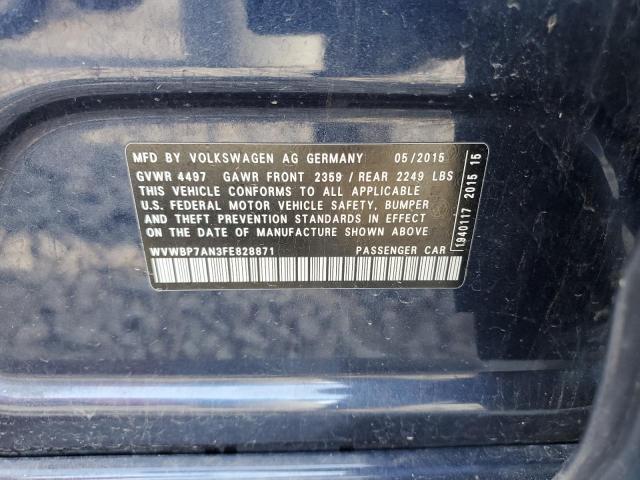 MFD BY VOLKSWAGEN AG GERMANY 05/2015
GVWR 4497 GAWR FRONT 2359 / REAR 2249 LBS
THIS VEHICLE CONFORMS TO ALL APPLICABLE
U.S. FEDERAL MOTOR VEHICLE SAFETY, BUMPER
AND THEFT PREVENTION STANDARDS IN EFFECT
ON THE DATE OF MANUFACTURE SHOWN ABOVE
WVWBP7AN3FE828871 PASSENGER CAR
1940117 2015 15